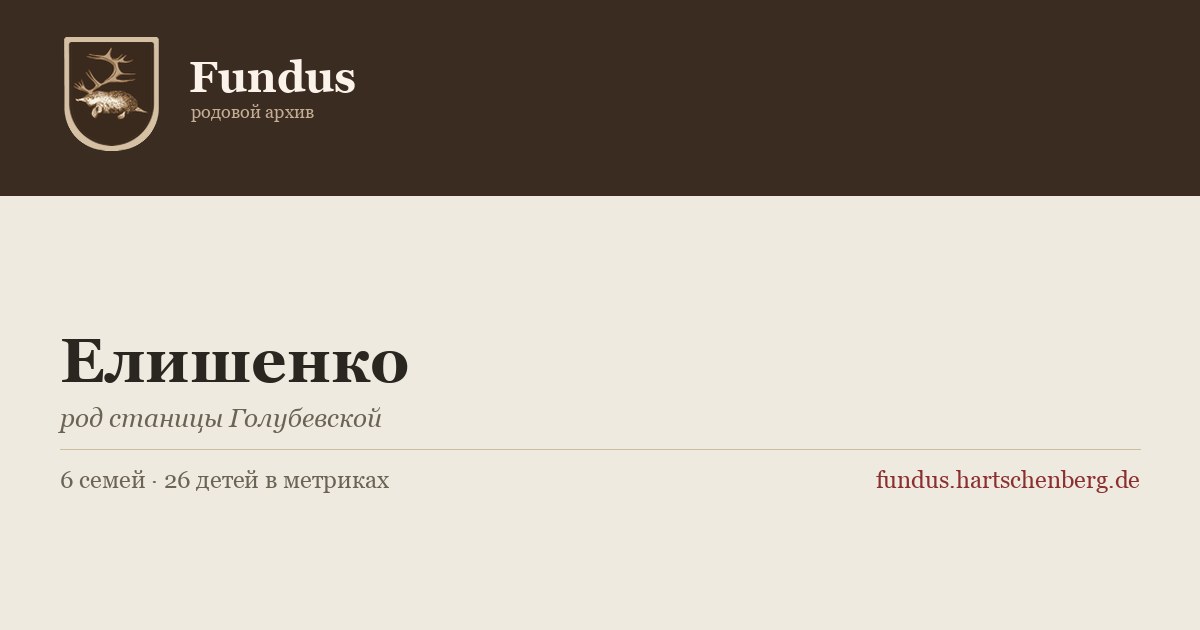 Fundus
родовой архив
Елишенко
род станицы Голубевской
6 семей · 26 детей в метриках
fundus.hartschenberg.de